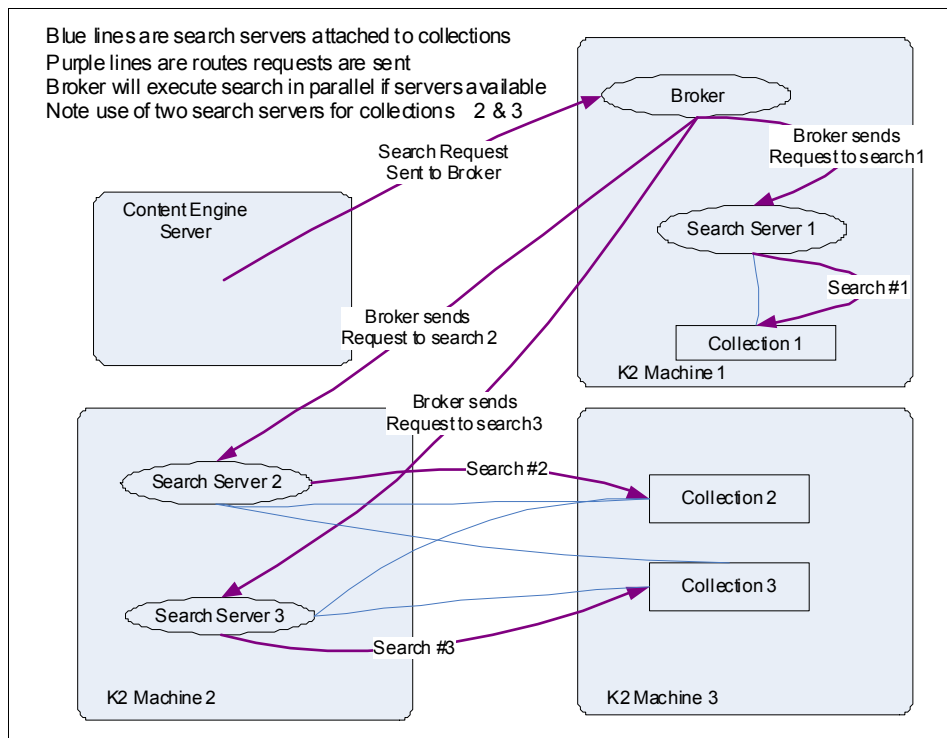 Blue lines are search servers attached to collections
Purple lines are routes requests are sent
Broker will execute search in parallel if servers available
Note use of two search servers for collections 2 & 3
Broker
Broker sends
Request to search1
Search Request
Sent to Broker
Content Engine
Server
Search Server 1
Search #1
Collection 1
K2 Machine 1
Broker sends
Request to search2
Broker sends
Request to search3
Search #2
Search Server 2
Collection 2
Collection 3
Search Server 3
Search #3
K2 Machine 2
K2 Machine 3